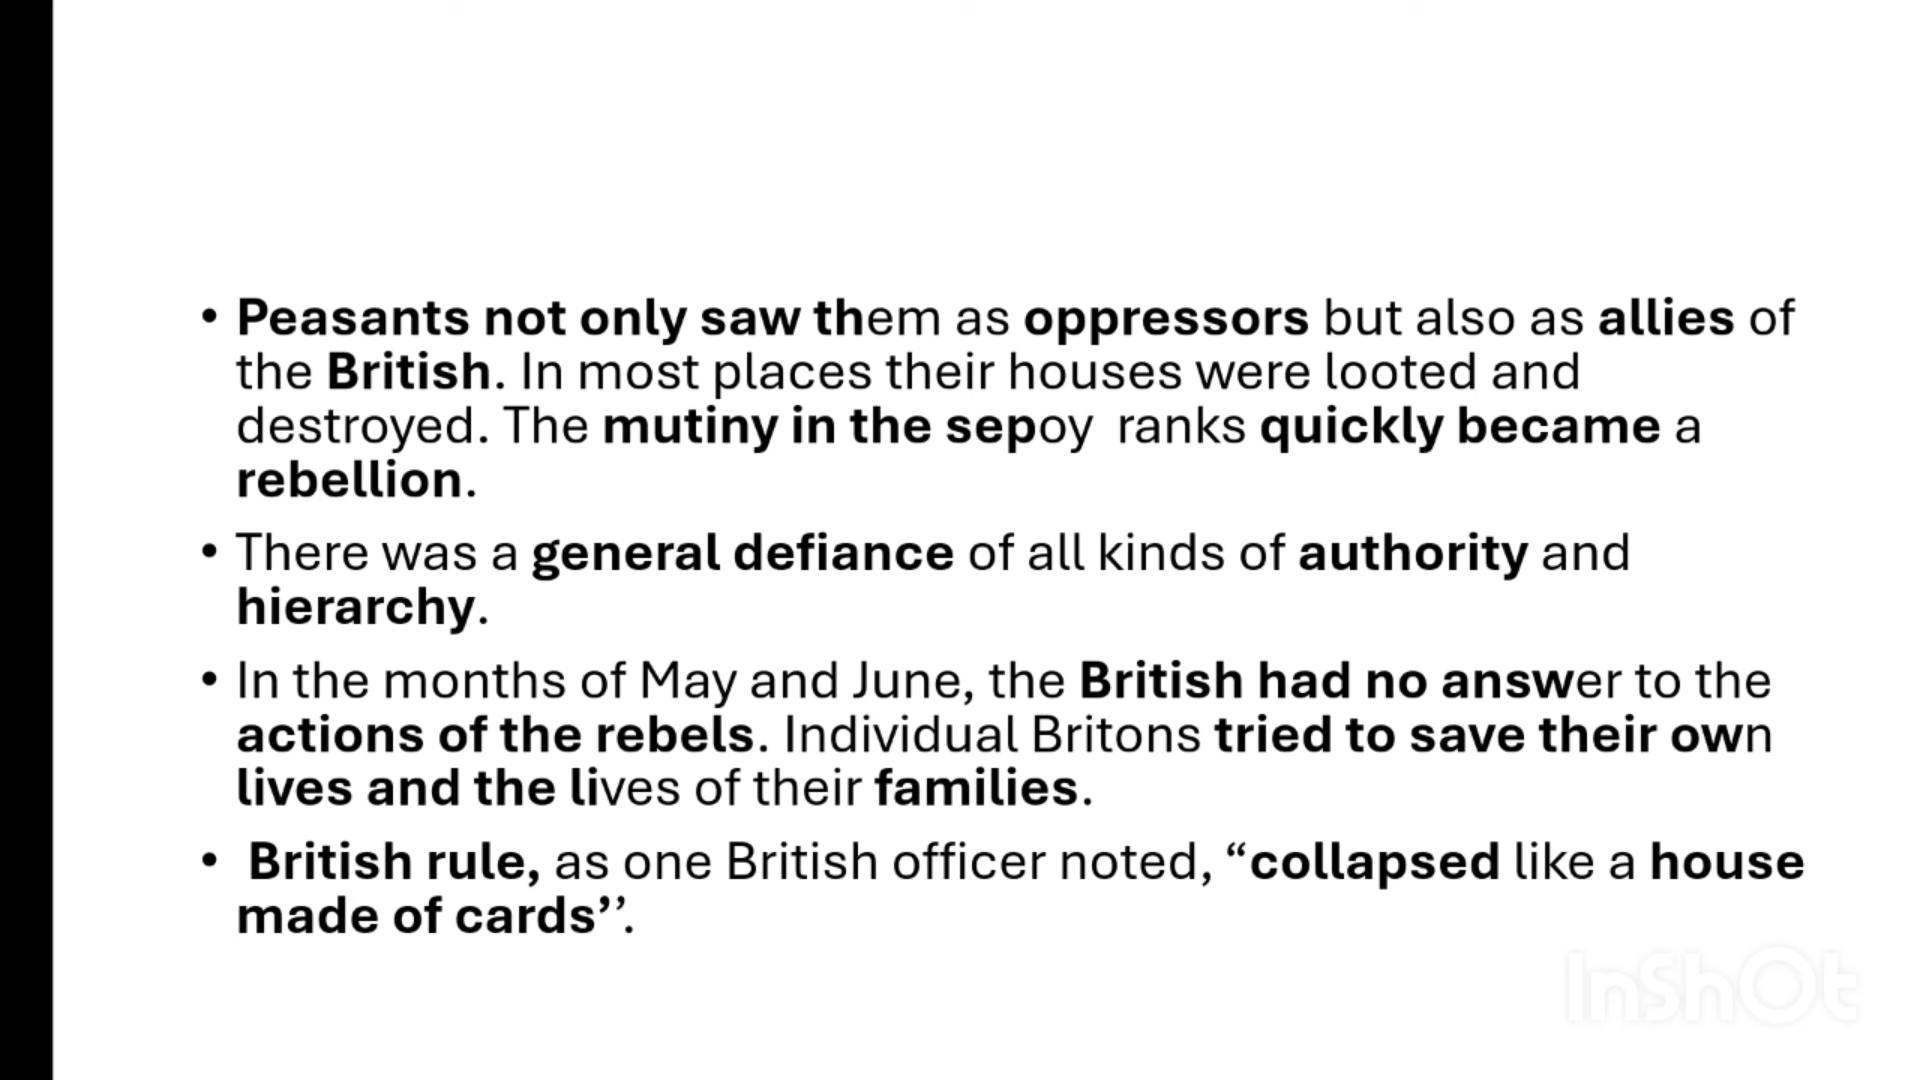 • Peasants not only saw them as oppressors but also as allies of
the British. In most places their houses were looted and
destroyed. The mutiny in the sepoy ranks quickly became a
rebellion.
• There was a general defiance of all kinds of authority and
hierarchy.
• In the months of May and June, the British had no answer to the
actions of the rebels. Individual Britons tried to save their own
lives and the lives of their families.
• British rule, as one British officer noted, “collapsed like a house
made of cards’’.
InShOt